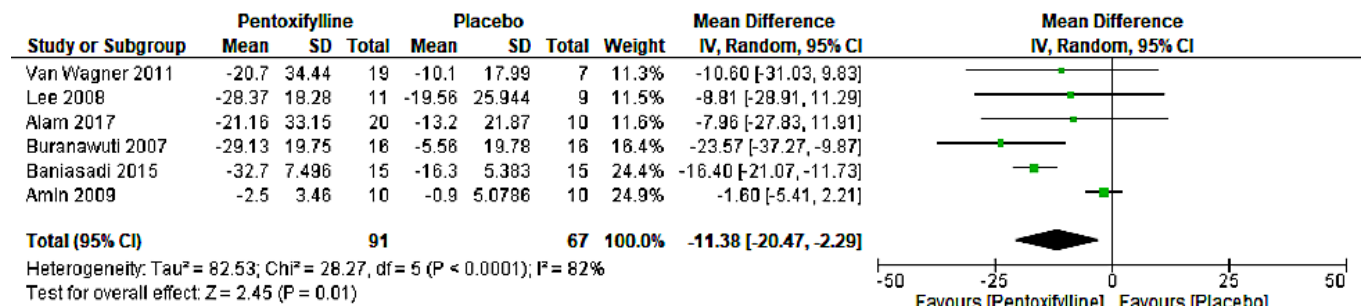 Pentoxifylline Placebo Mean Difference Mean Difference
Study or Subgroup Mean SD Total Mean SD Total Weight IV, Random, 95% CI IV, Random, 95% CI
Van Wagner 2011 -20.7 34.44 19 -10.1 17.99 7 11.3% -10.60 [-31.03, 9.83]
Lee 2008 -28.37 18.28 11 -19.56 25.944 9 11.5% -8.81 [-28.91, 11.29]
Alam 2017 -21.16 33.15 20 -13.2 21.87 10 11.6% -7.96 [-27.83, 11.91]
Buranawuti 2007 -29.13 19.75 16 -5.56 19.78 16 16.4% -23.57 [-37.27, -9.87]
Baniasadi 2015 -32.7 7.496 15 -16.3 5.383 15 24.4% -16.40 [-21.07, -11.73]
Amin 2009 -2.5 3.46 10 -0.9 5.0786 10 24.9% -1.60 [-5.41, 2.21]
Total (95% CI) 91 67 100.0% -11.38 [-20.47, -2.29]
Heterogeneity: Tau² = 82.53; Chi² = 28.27, df = 5 (P < 0.0001); I² = 82%
Test for overall effect: Z = 2.45 (P = 0.01)
-50 -25 0 25 50
Favours [Pentoxifylline] Favours [Placebo]